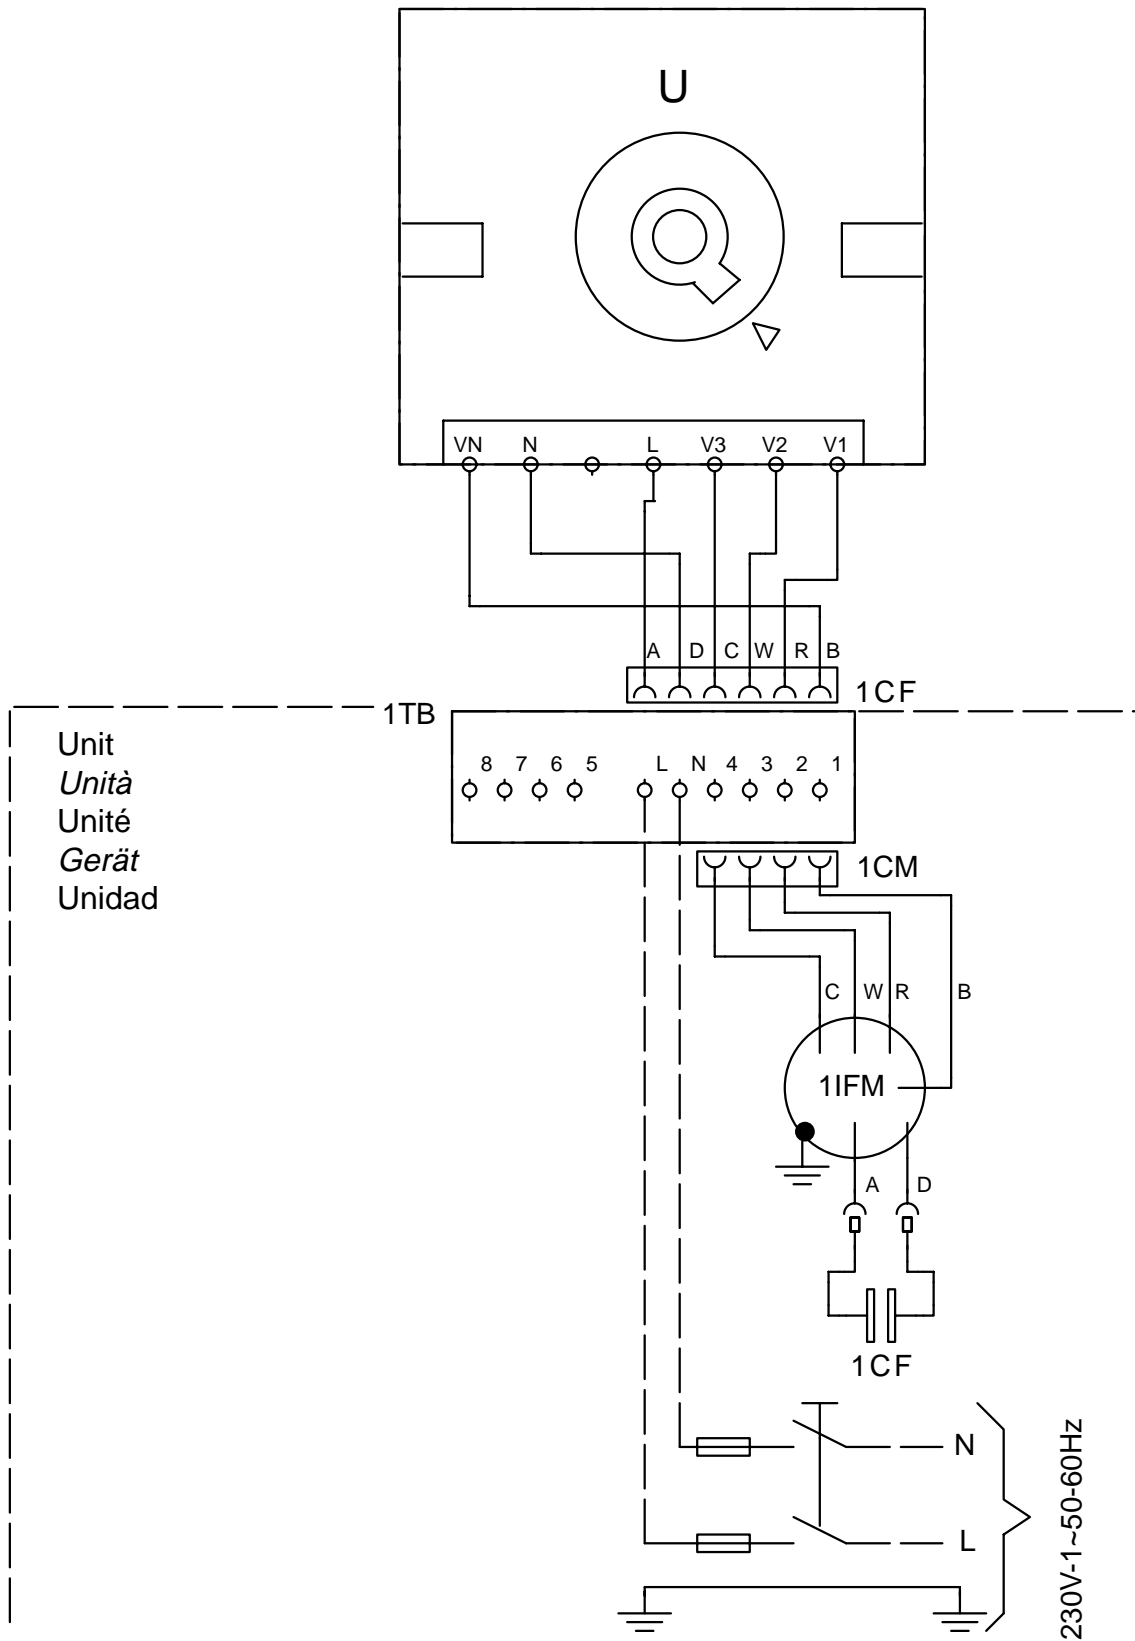 U
VN N L V3 V2 V1
A D C W R B
1CF
1TB
Unit
Unità
Unité
Gerät
Unidad
8 7 6 5 L N 4 3 2 1
1CM
C W R B
1IFM
A D
1CF
N
L
230V-1~50-60Hz